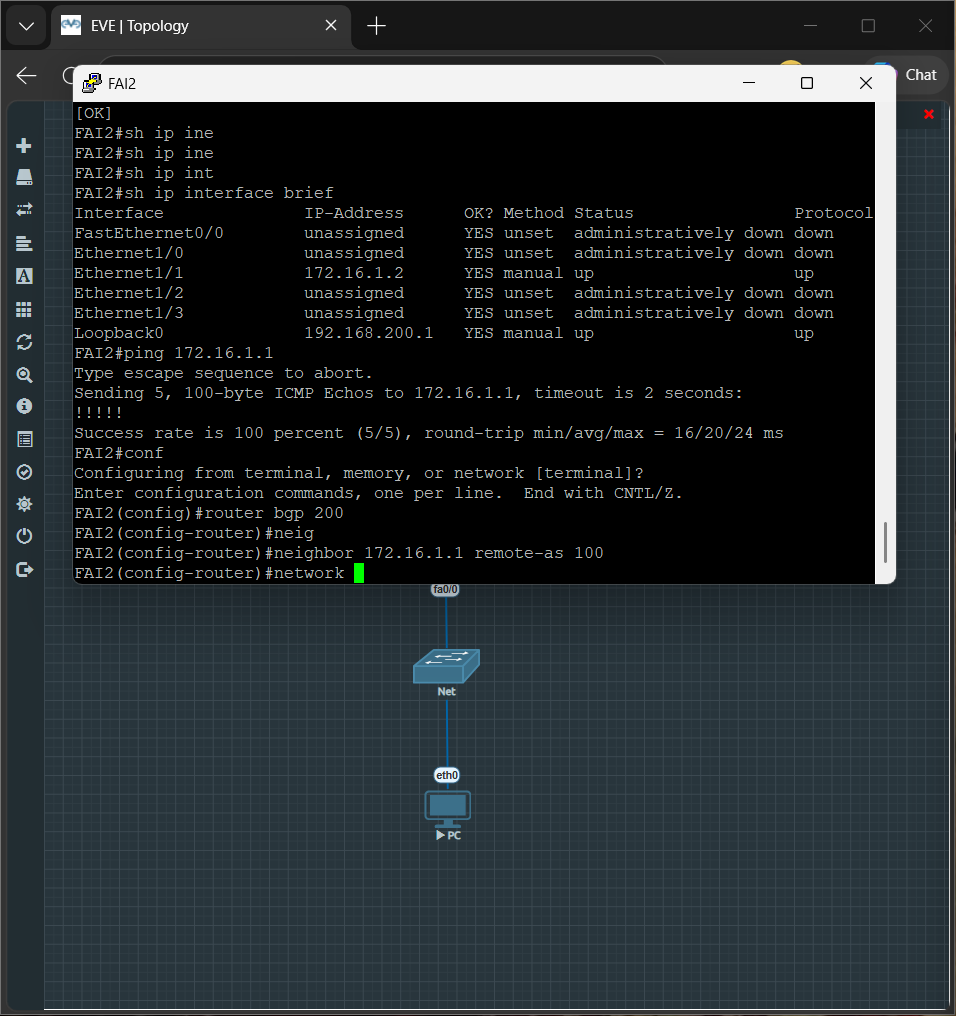 EVE | Topology
Chat
FAI2
[OK]
FAI2#sh ip ine
FAI2#sh ip ine
FAI2#sh ip int
FAI2#sh ip interface brief
Interface IP-Address OK? Method Status Protocol
FastEthernet0/0 unassigned YES unset administratively down down
Ethernet1/0 unassigned YES unset administratively down down
Ethernet1/1 172.16.1.2 YES manual up up
Ethernet1/2 unassigned YES unset administratively down down
Ethernet1/3 unassigned YES unset administratively down down
Loopback0 192.168.200.1 YES manual up up
FAI2#ping 172.16.1.1
Type escape sequence to abort.
Sending 5, 100-byte ICMP Echos to 172.16.1.1, timeout is 2 seconds:
!!!!!
Success rate is 100 percent (5/5), round-trip min/avg/max = 16/20/24 ms
FAI2#conf
Configuring from terminal, memory, or network [terminal]?
Enter configuration commands, one per line.  End with CNTL/Z.
FAI2(config)#router bgp 200
FAI2(config-router)#neig
FAI2(config-router)#neighbor 172.16.1.1 remote-as 100
FAI2(config-router)#network
fa0/0
Net
eth0
PC